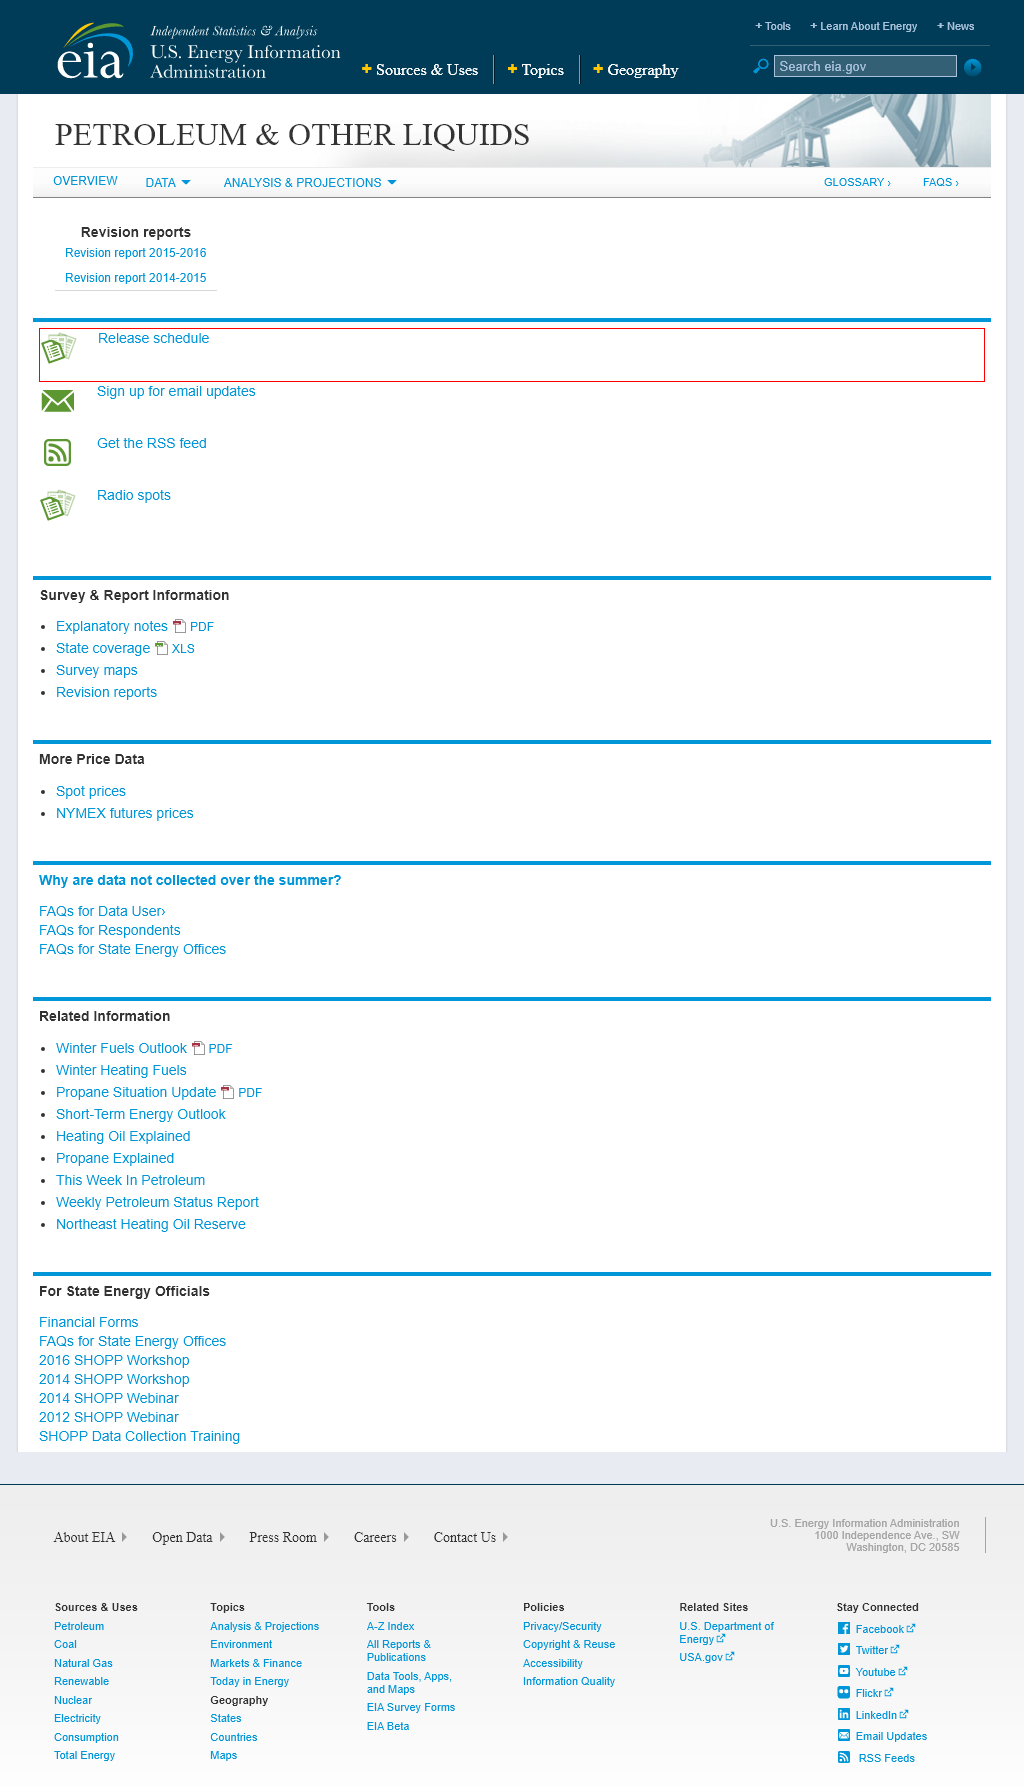 + Tools + Learn About Energy + News
eia
Independent Statistics & Analysis
U.S. Energy Information
Administration
+ Sources & Uses + Topics + Geography
Search eia.gov
PETROLEUM & OTHER LIQUIDS
OVERVIEW DATA ANALYSIS & PROJECTIONS GLOSSARY › FAQS ›
Revision reports
Revision report 2015-2016
Revision report 2014-2015
Release schedule
Sign up for email updates
Get the RSS feed
Radio spots
Survey & Report Information
• Explanatory notes PDF
• State coverage XLS
• Survey maps
• Revision reports
More Price Data
• Spot prices
• NYMEX futures prices
Why are data not collected over the summer?
FAQs for Data User›
FAQs for Respondents
FAQs for State Energy Offices
Related Information
• Winter Fuels Outlook PDF
• Winter Heating Fuels
• Propane Situation Update PDF
• Short-Term Energy Outlook
• Heating Oil Explained
• Propane Explained
• This Week In Petroleum
• Weekly Petroleum Status Report
• Northeast Heating Oil Reserve
For State Energy Officials
Financial Forms
FAQs for State Energy Offices
2016 SHOPP Workshop
2014 SHOPP Workshop
2014 SHOPP Webinar
2012 SHOPP Webinar
SHOPP Data Collection Training
About EIA Open Data Press Room Careers Contact Us
U.S. Energy Information Administration
1000 Independence Ave., SW
Washington, DC 20585
Sources & Uses
Petroleum
Coal
Natural Gas
Renewable
Nuclear
Electricity
Consumption
Total Energy
Topics
Analysis & Projections
Environment
Markets & Finance
Today in Energy
Geography
States
Countries
Maps
Tools
A-Z Index
All Reports &
Publications
Data Tools, Apps,
and Maps
EIA Survey Forms
EIA Beta
Policies
Privacy/Security
Copyright & Reuse
Accessibility
Information Quality
Related Sites
U.S. Department of
Energy
USA.gov
Stay Connected
Facebook
Twitter
Youtube
Flickr
LinkedIn
Email Updates
RSS Feeds